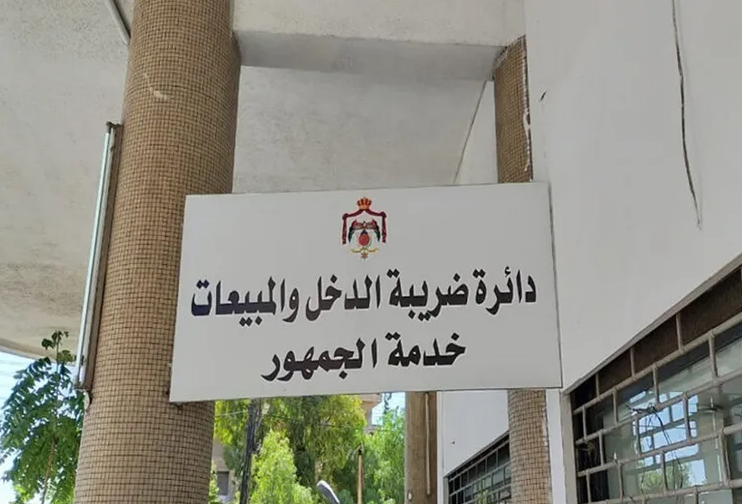 دائرة ضريبة الدخل والمبيعات
خدمة الجمهور